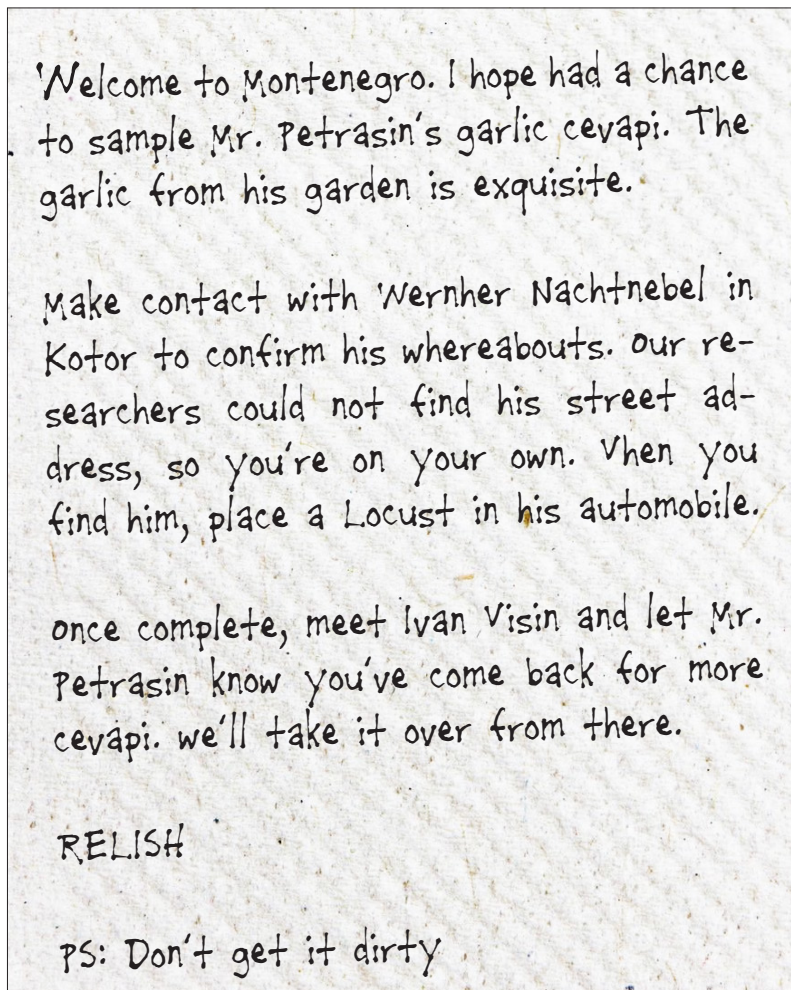 Welcome to Montenegro. I hope had a chance
to sample Mr. Petrasin's garlic cevapi. The
garlic from his garden is exquisite.
Make contact with Wernher Nachtnebel in
Kotor to confirm his whereabouts. Our re-
searchers could not find his street ad-
dress, so you're on your own. Vhen you
find him, place a Locust in his automobile.
Once complete, meet Ivan Visin and let Mr.
Petrasin know you've come back for more
cevapi. we'll take it over from there.
RELISH
PS: Don't get it dirty